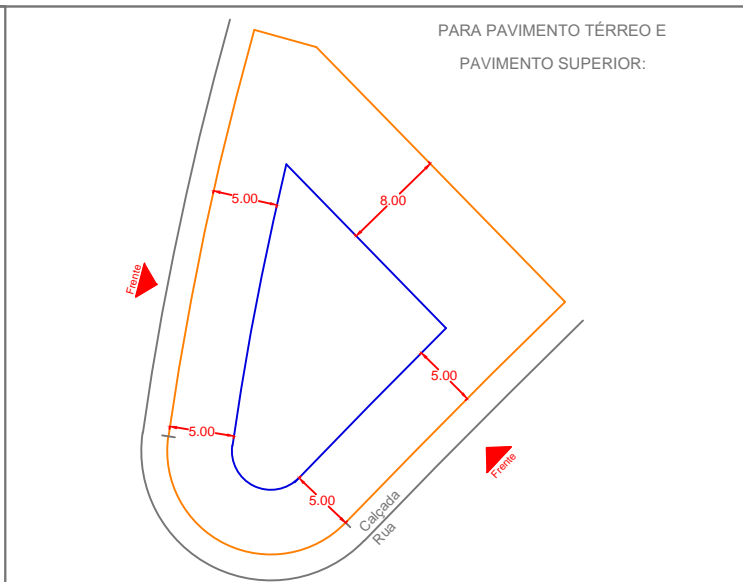 PARA PAVIMENTO TÉRREO E
PAVIMENTO SUPERIOR:
5.00
8.00
Frente
5.00
5.00
5.00
Frente
Calçada
Rua